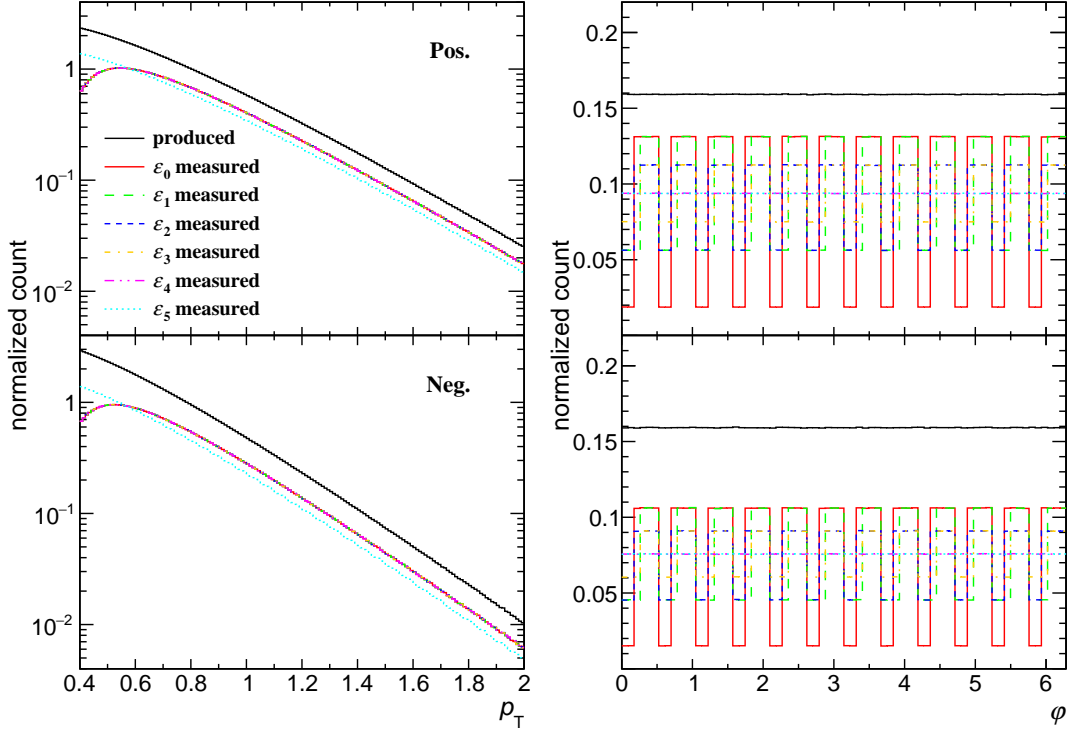 normalized count
1
10⁻¹
10⁻²
Pos.
produced
ε₀ measured
ε₁ measured
ε₂ measured
ε₃ measured
ε₄ measured
ε₅ measured
normalized count
0.2
0.15
0.1
0.05
normalized count
1
10⁻¹
10⁻²
Neg.
0.4 0.6 0.8 1 1.2 1.4 1.6 1.8 2
p_T
normalized count
0.2
0.15
0.1
0.05
0 1 2 3 4 5 6
φ